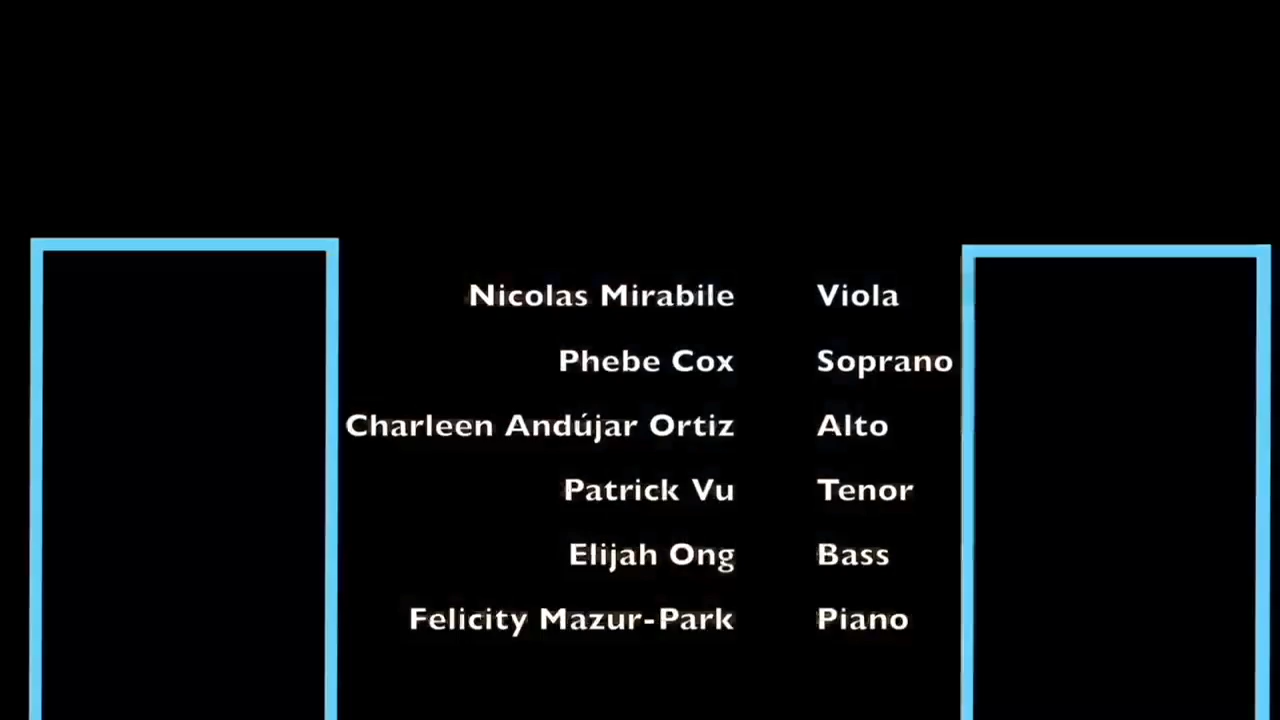 Nicolas Mirabile Viola
Phebe Cox Soprano
Charleen Andújar Ortiz Alto
Patrick Vu Tenor
Elijah Ong Bass
Felicity Mazur-Park Piano